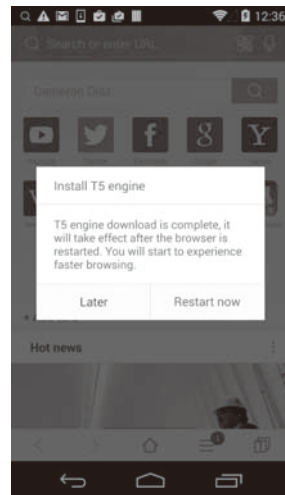 12:36
Search or enter URL
Cameron Diaz
Install T5 engine
T5 engine download is complete, it
will take effect after the browser is
restarted. You will start to experience
faster browsing.
Later
Restart now
Hot news